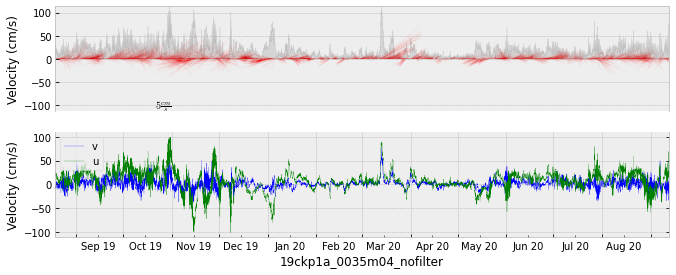 100
50
0
−50
−100
Velocity (cm/s)
5 cm/s
100
50
0
−50
−100
Velocity (cm/s)
v
u
Sep 19 Oct 19 Nov 19 Dec 19 Jan 20 Feb 20 Mar 20 Apr 20 May 20 Jun 20 Jul 20 Aug 20
19ckp1a_0035m04_nofilter